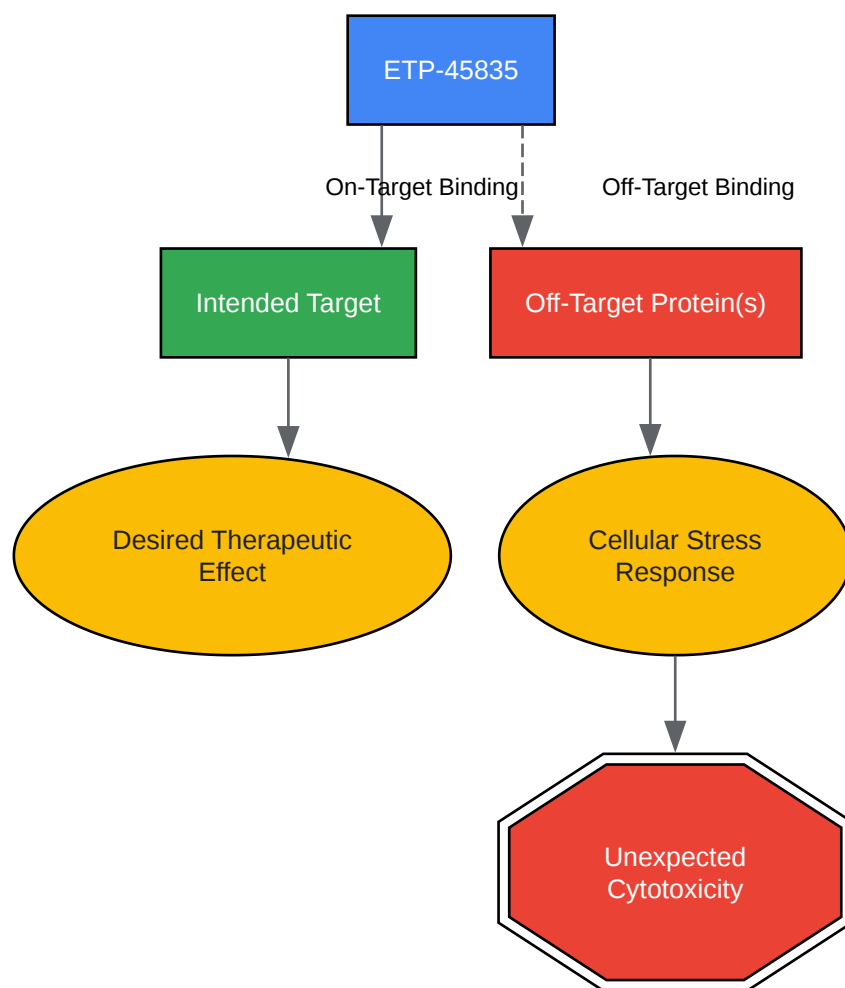 ETP-45835
On-Target Binding
Off-Target Binding
Intended Target
Off-Target Protein(s)
Desired Therapeutic
Effect
Cellular Stress
Response
Unexpected
Cytotoxicity